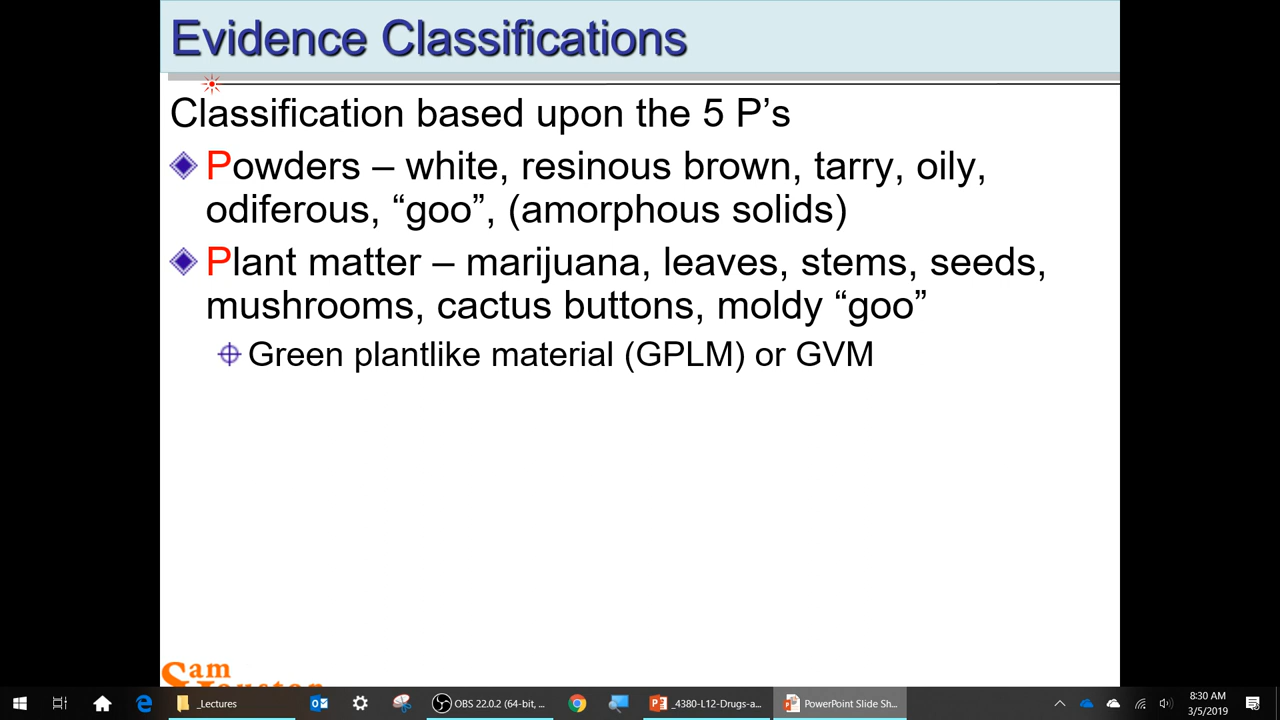 Evidence Classifications
Classification based upon the 5 P’s
Powders – white, resinous brown, tarry, oily,
odiferous, “goo”, (amorphous solids)
Plant matter – marijuana, leaves, stems, seeds,
mushrooms, cactus buttons, moldy “goo”
Green plantlike material (GPLM) or GVM
Sam
Houston
_Lectures
OBS 22.0.2 (64-bit, ...
_4380-L12-Drugs-a...
PowerPoint Slide Sh...
8:30 AM
3/5/2019